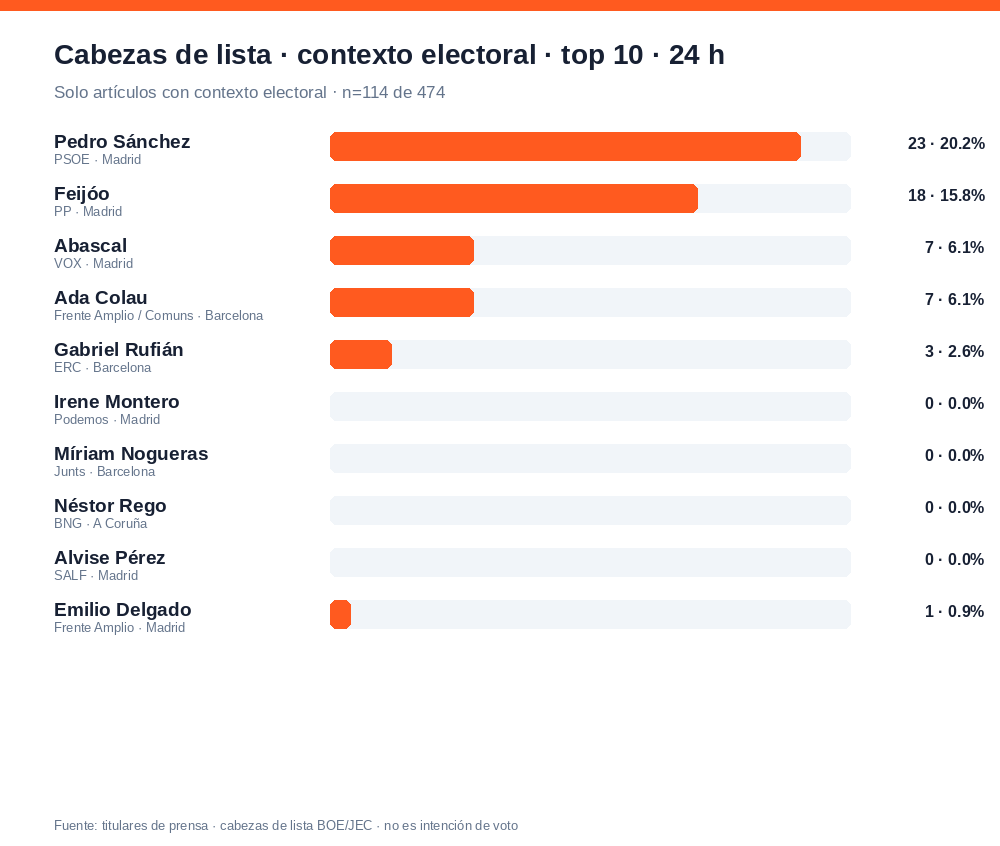 Cabezas de lista · contexto electoral · top 10 · 24 h
Solo artículos con contexto electoral · n=114 de 474
Pedro Sánchez
PSOE · Madrid
23 · 20.2%
Feijóo
PP · Madrid
18 · 15.8%
Abascal
VOX · Madrid
7 · 6.1%
Ada Colau
Frente Amplio / Comuns · Barcelona
7 · 6.1%
Gabriel Rufián
ERC · Barcelona
3 · 2.6%
Irene Montero
Podemos · Madrid
0 · 0.0%
Míriam Nogueras
Junts · Barcelona
0 · 0.0%
Néstor Rego
BNG · A Coruña
0 · 0.0%
Alvise Pérez
SALF · Madrid
0 · 0.0%
Emilio Delgado
Frente Amplio · Madrid
1 · 0.9%
Fuente: titulares de prensa · cabezas de lista BOE/JEC · no es intención de voto